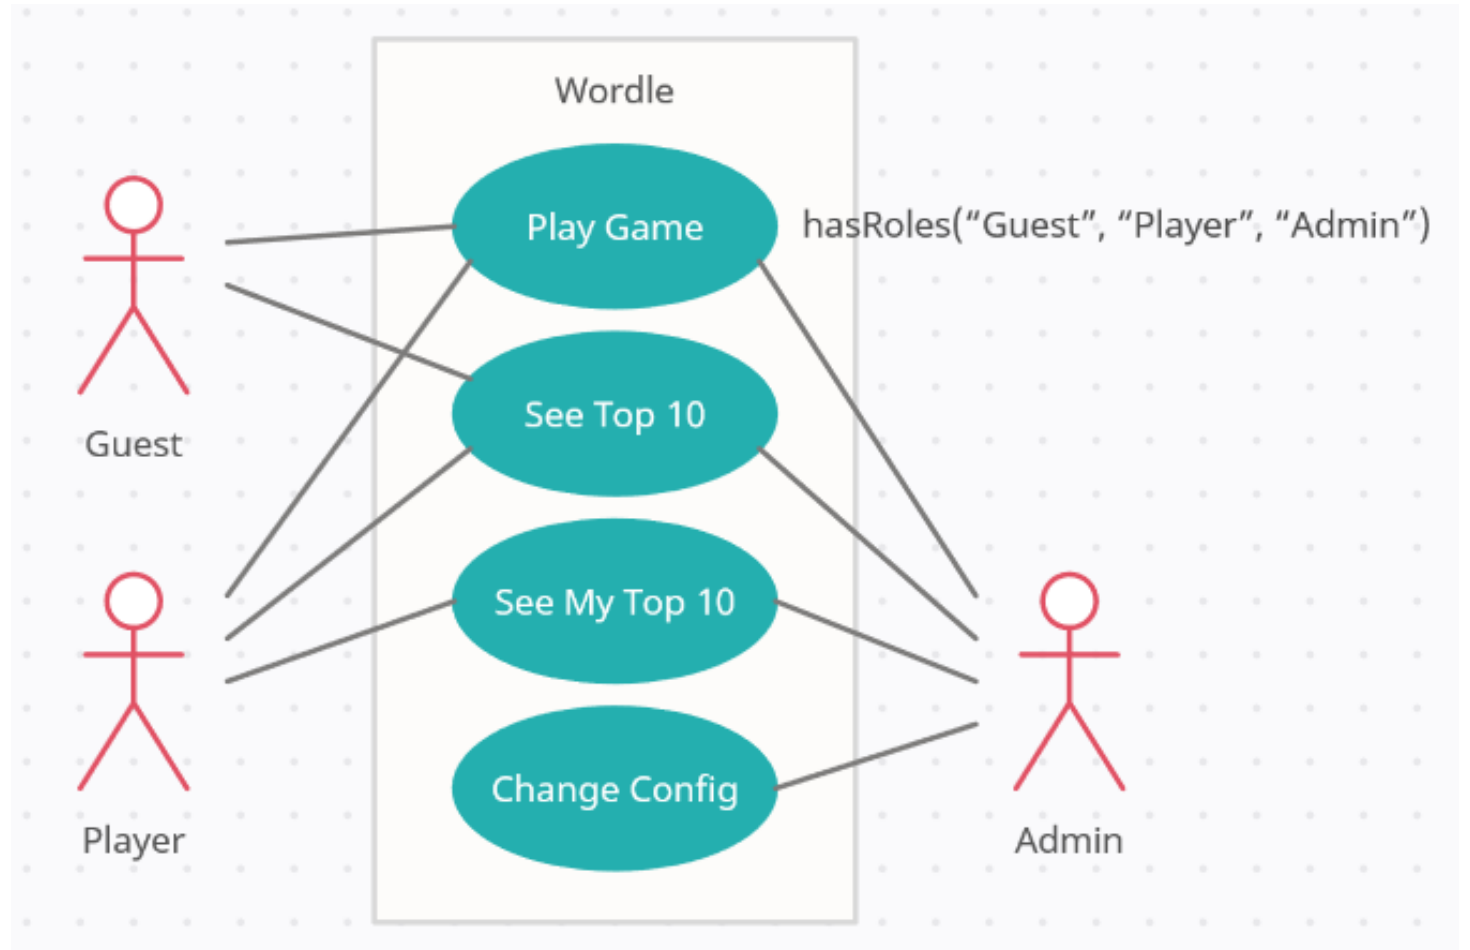 Wordle
Play Game
hasRoles(“Guest”, “Player”, “Admin”)
See Top 10
Guest
See My Top 10
Change Config
Player
Admin